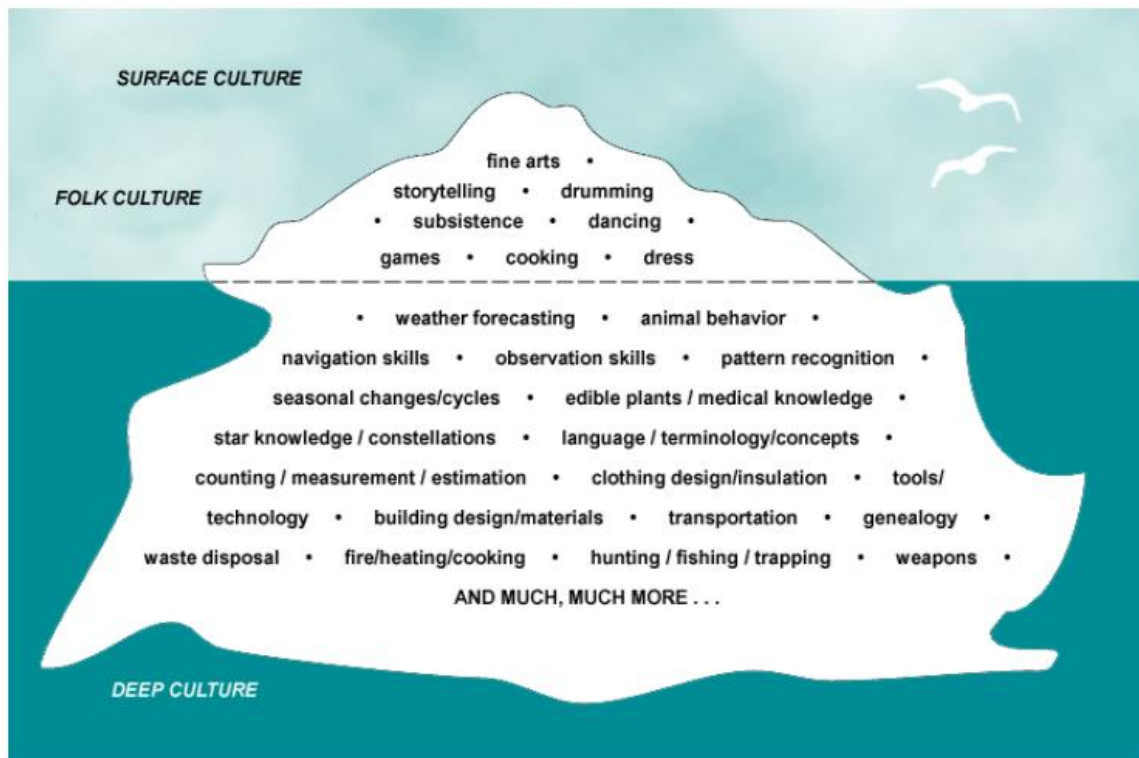 SURFACE CULTURE
fine arts •
FOLK CULTURE
storytelling • drumming
• subsistence • dancing •
games • cooking • dress
• weather forecasting • animal behavior •
navigation skills • observation skills • pattern recognition •
seasonal changes/cycles • edible plants / medical knowledge •
star knowledge / constellations • language / terminology/concepts •
counting / measurement / estimation • clothing design/insulation • tools/
technology • building design/materials • transportation • genealogy •
waste disposal • fire/heating/cooking • hunting / fishing / trapping • weapons •
AND MUCH, MUCH MORE . . .
DEEP CULTURE